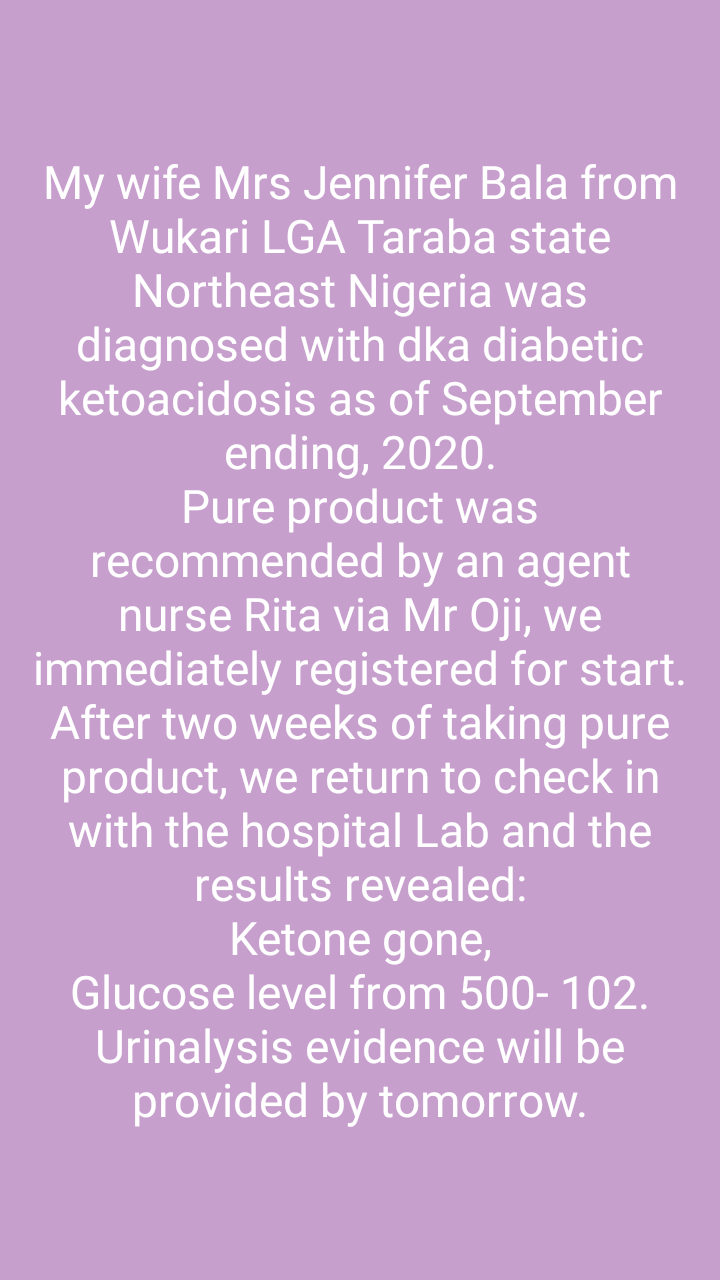 My wife Mrs Jennifer Bala from
Wukari LGA Taraba state
Northeast Nigeria was
diagnosed with dka diabetic
ketoacidosis as of September
ending, 2020.
Pure product was
recommended by an agent
nurse Rita via Mr Oji, we
immediately registered for start.
After two weeks of taking pure
product, we return to check in
with the hospital Lab and the
results revealed:
Ketone gone,
Glucose level from 500- 102.
Urinalysis evidence will be
provided by tomorrow.